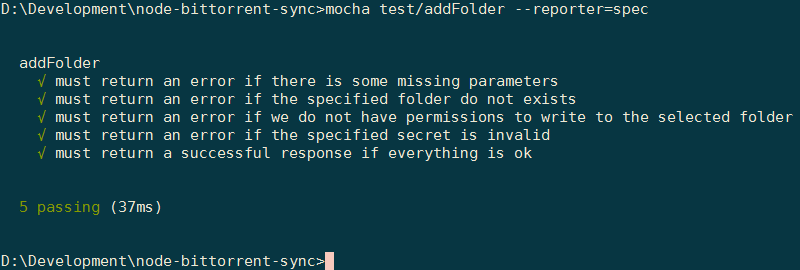 D:\Development\node-bittorrent-sync>mocha test/addFolder --reporter=spec
addFolder
√ must return an error if there is some missing parameters
√ must return an error if the specified folder do not exists
√ must return an error if we do not have permissions to write to the selected folder
√ must return an error if the specified secret is invalid
√ must return a successful response if everything is ok
5 passing (37ms)
D:\Development\node-bittorrent-sync>